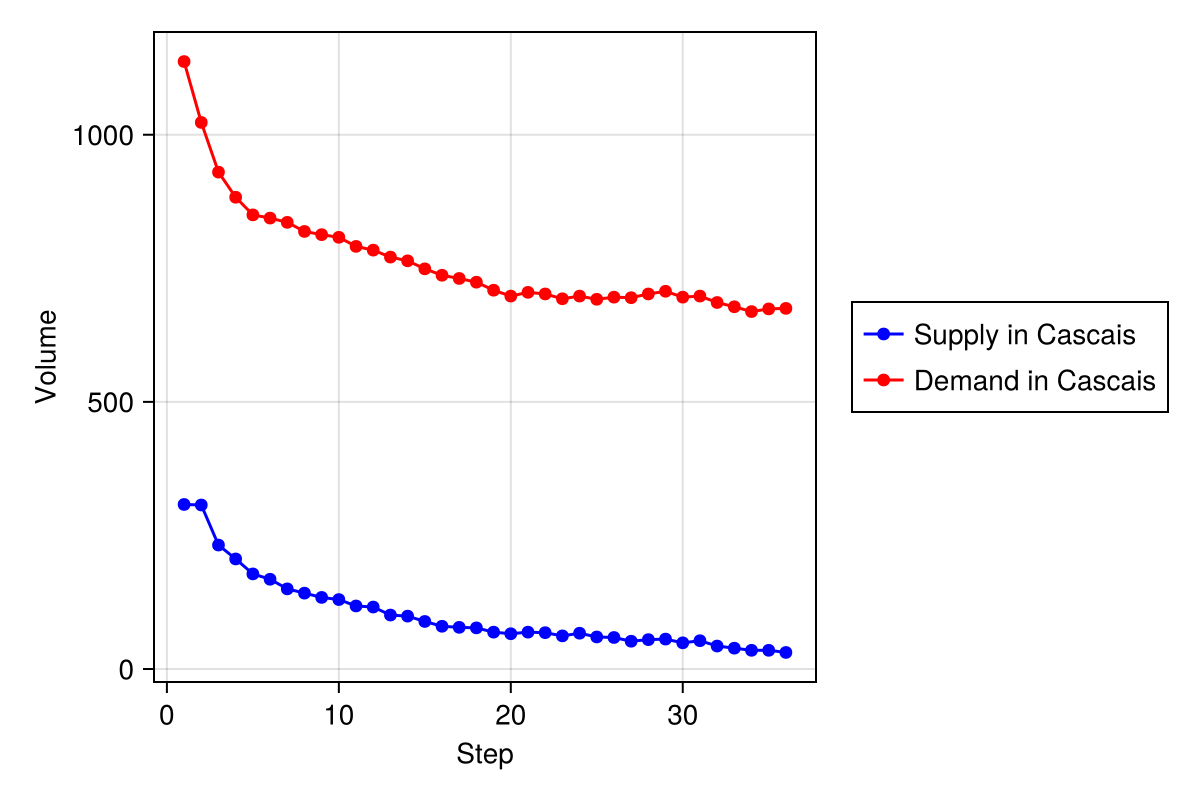 Volume
1000
500
0
0 10 20 30
Step
Supply in Cascais
Demand in Cascais